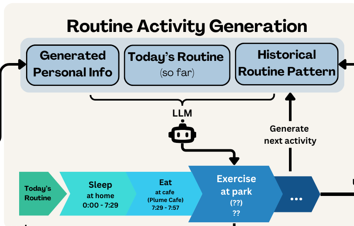 Routine Activity Generation
Generated
Personal Info
Today's Routine
(so far)
Historical
Routine Pattern
LLM
Generate
next activity
Today's
Routine
Sleep
at home
0:00 - 7:29
Eat
at cafe
(Plume Cafe)
7:29 - 7:57
Exercise
at park
(??)
??
...